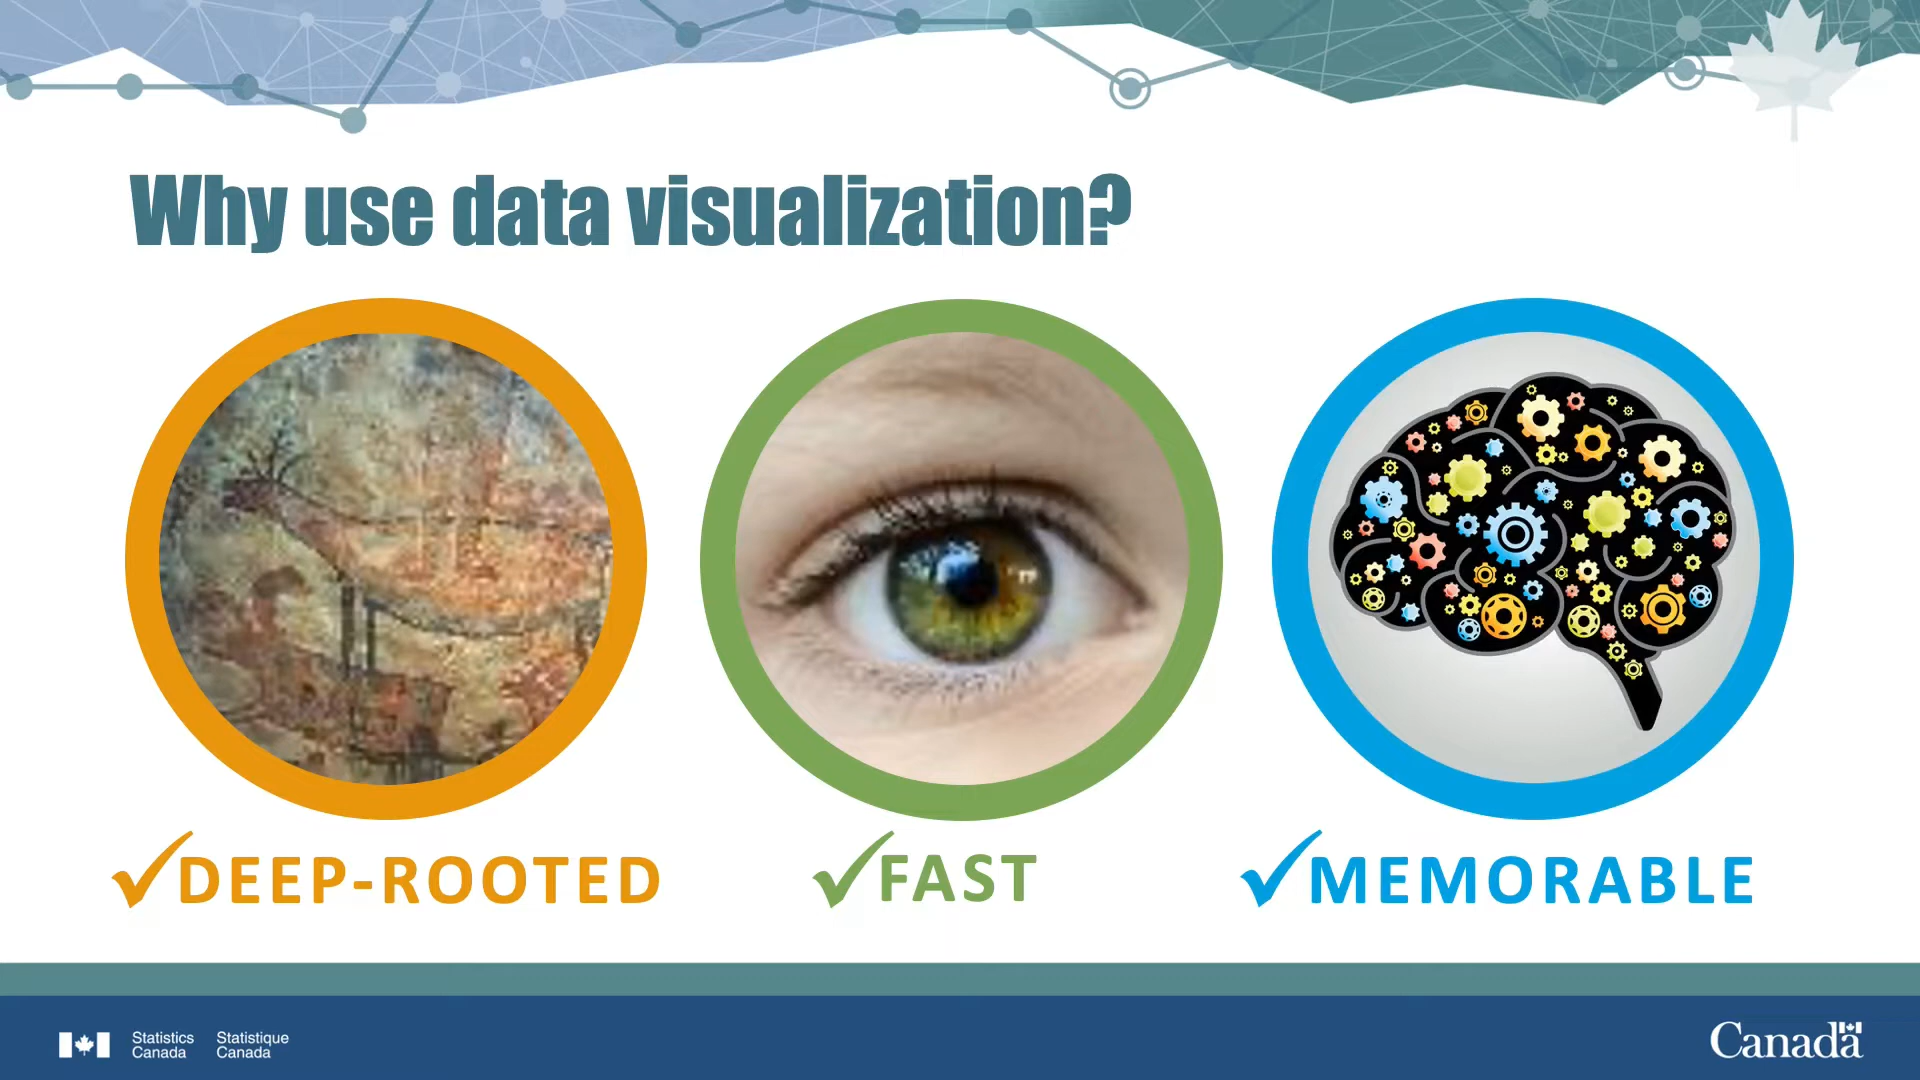 Why use data visualization?
DEEP-ROOTED
FAST
MEMORABLE
Statistics Canada
Statistique Canada
Canada